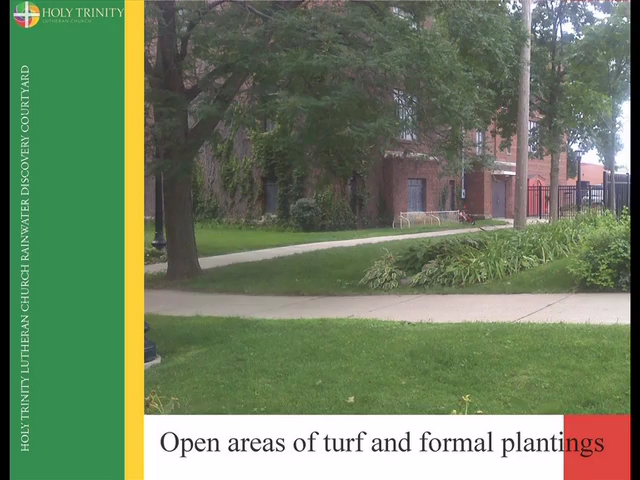 HOLY TRINITY
LUTHERAN CHURCH
HOLY TRINITY LUTHERAN CHURCH RAINWATER DISCOVERY COURTYARD
Open areas of turf and formal plantings